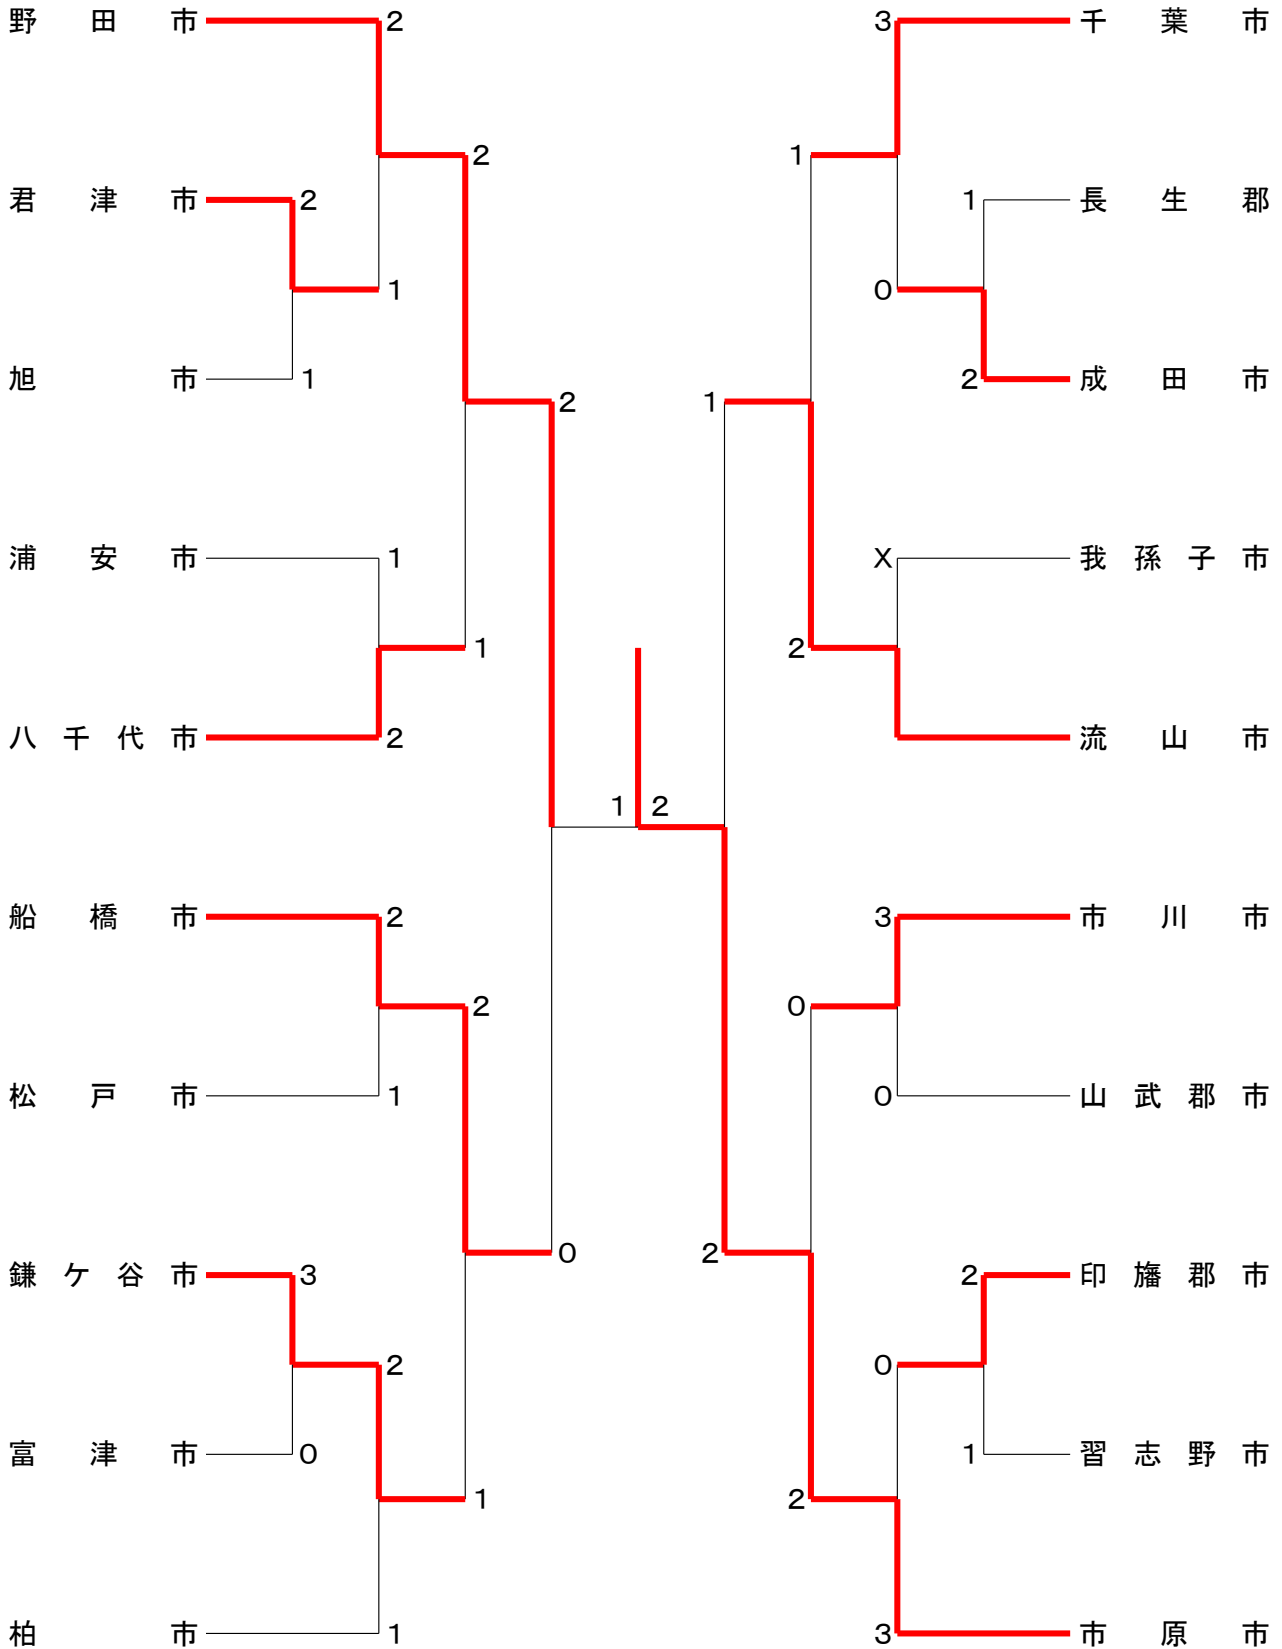 野田市 2 3 千葉市
2 1
君津市 2 1 長生郡
1 0
旭市 1 2 成田市
2 1
浦安市 1 X 我孫子市
1 2
八千代市 2 流山市
1 2
船橋市 2 3 市川市
2 0
松戸市 1 0 山武郡市
0 2
鎌ケ谷市 3 2 印旛郡市
2 0
富津市 0 1 習志野市
1 2
柏市 1 3 市原市